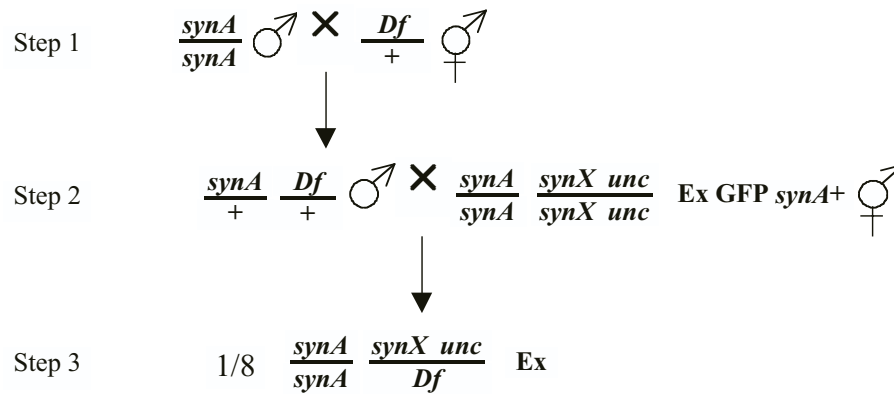 Step 1 synA Df
synA +
Step 2 synA Df synA synX unc Ex GFP synA+
+ + synA synX unc
Step 3 1/8 synA synX unc Ex
synA Df